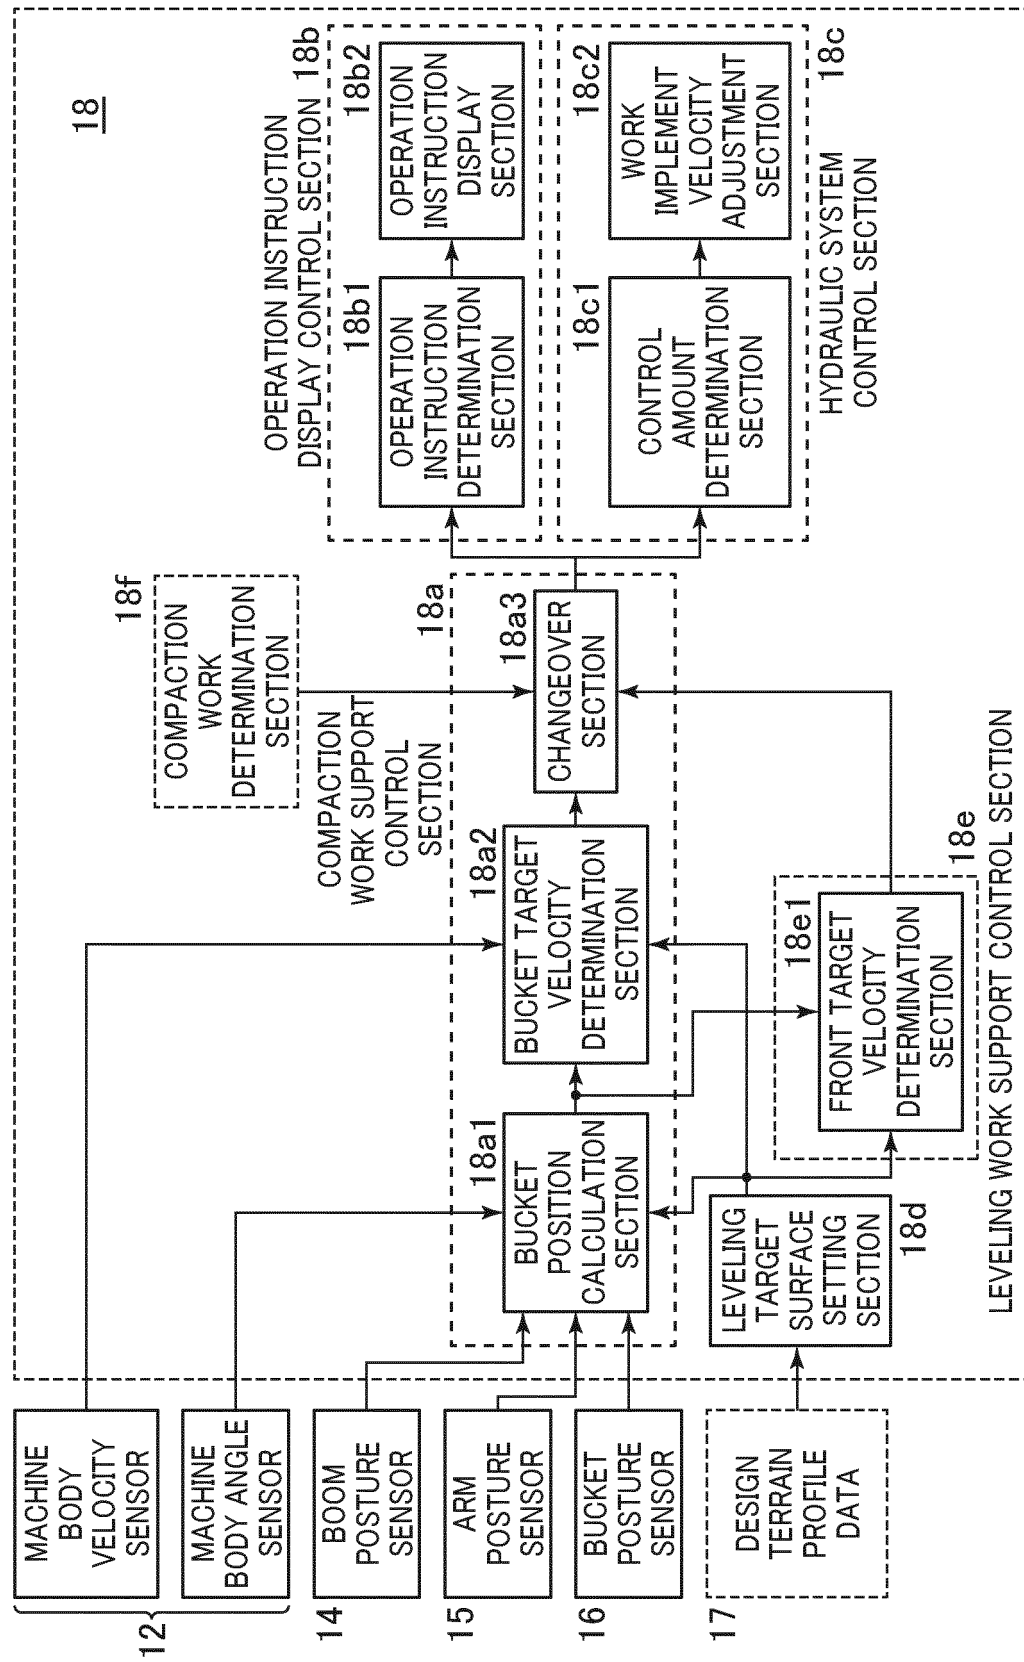 18
MACHINE
BODY
VELOCITY
SENSOR
MACHINE
BODY ANGLE
SENSOR
12
BOOM
POSTURE
SENSOR
14
ARM
POSTURE
SENSOR
15
BUCKET
POSTURE
SENSOR
16
DESIGN
TERRAIN
PROFILE
DATA
17
COMPACTION
WORK SUPPORT
CONTROL
SECTION
18a
BUCKET
POSITION
CALCULATION
SECTION
18a1
BUCKET TARGET
VELOCITY
DETERMINATION
SECTION
18a2
CHANGEOVER
SECTION
18a3
COMPACTION
WORK
DETERMINATION
SECTION
18f
LEVELING
TARGET
SURFACE
SETTING
SECTION
18d
FRONT TARGET
VELOCITY
DETERMINATION
SECTION
18e1
18e
LEVELING WORK SUPPORT CONTROL SECTION
OPERATION INSTRUCTION
DISPLAY CONTROL SECTION 18b
OPERATION
INSTRUCTION
DETERMINATION
SECTION
18b1
OPERATION
INSTRUCTION
DISPLAY
SECTION
18b2
CONTROL
AMOUNT
DETERMINATION
SECTION
18c1
WORK
IMPLEMENT
VELOCITY
ADJUSTMENT
SECTION
18c2
18c
HYDRAULIC SYSTEM
CONTROL SECTION